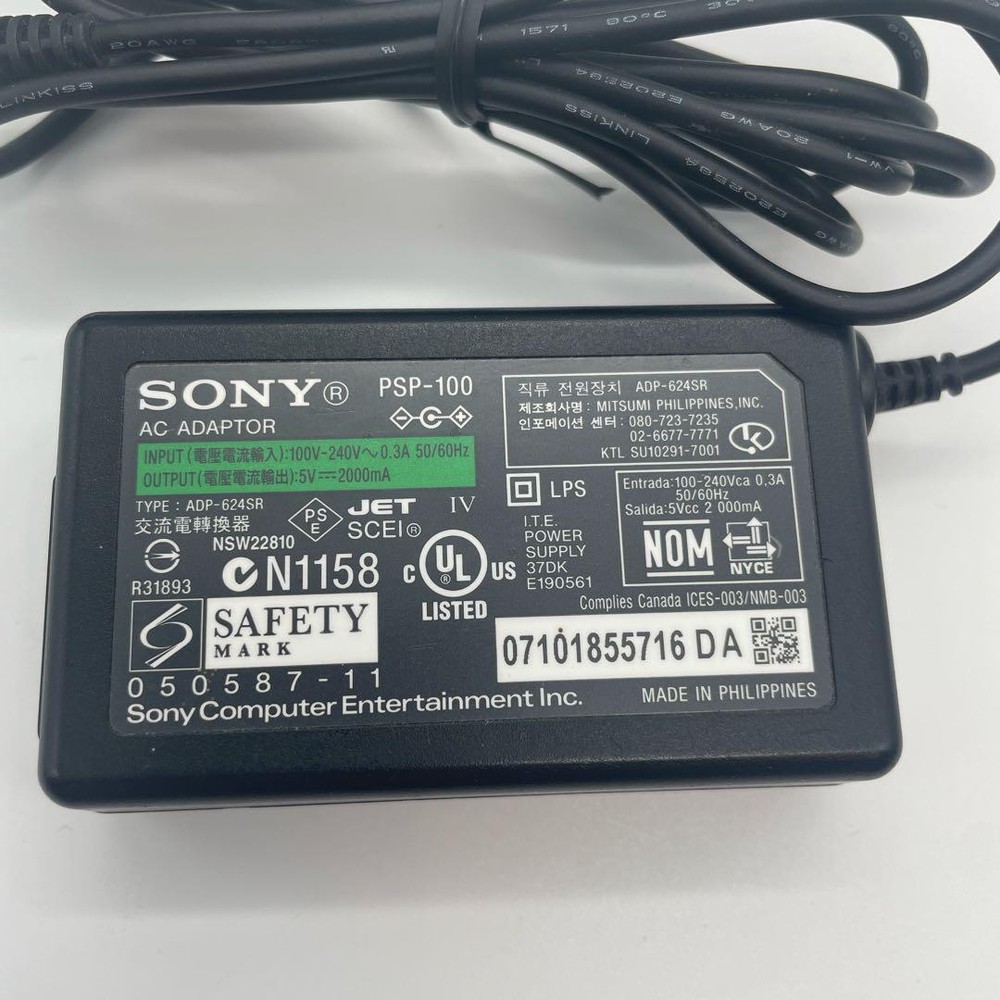 1571 90°C 30
20AWG
LINKISS
LINKISS E202594 20AWG VW-1
E202594
20AWG
SONY® PSP-100
AC ADAPTOR
INPUT (電壓電流輸入):100V-240V~0.3A 50/60Hz
OUTPUT(電壓電流輸出):5V⎓2000mA
TYPE : ADP-624SR
交流電轉換器
PS
E
JET IV
SCEI®
NSW22810
N1158
R31893
SAFETY
MARK
050587-11
Sony Computer Entertainment Inc.
직류 전원장치 ADP-624SR
제조회사명 : MITSUMI PHILIPPINES,INC.
인포메이션 센터 : 080-723-7235
02-6677-7771
KTL SU10291-7001
LPS
I.T.E.
POWER
SUPPLY
37DK
E190561
C UL® US
LISTED
Entrada:100-240Vca 0,3A
50/60Hz
Salida:5Vcc 2 000mA
NOM
NYCE
Complies Canada ICES-003/NMB-003
07101855716 DA
MADE IN PHILIPPINES